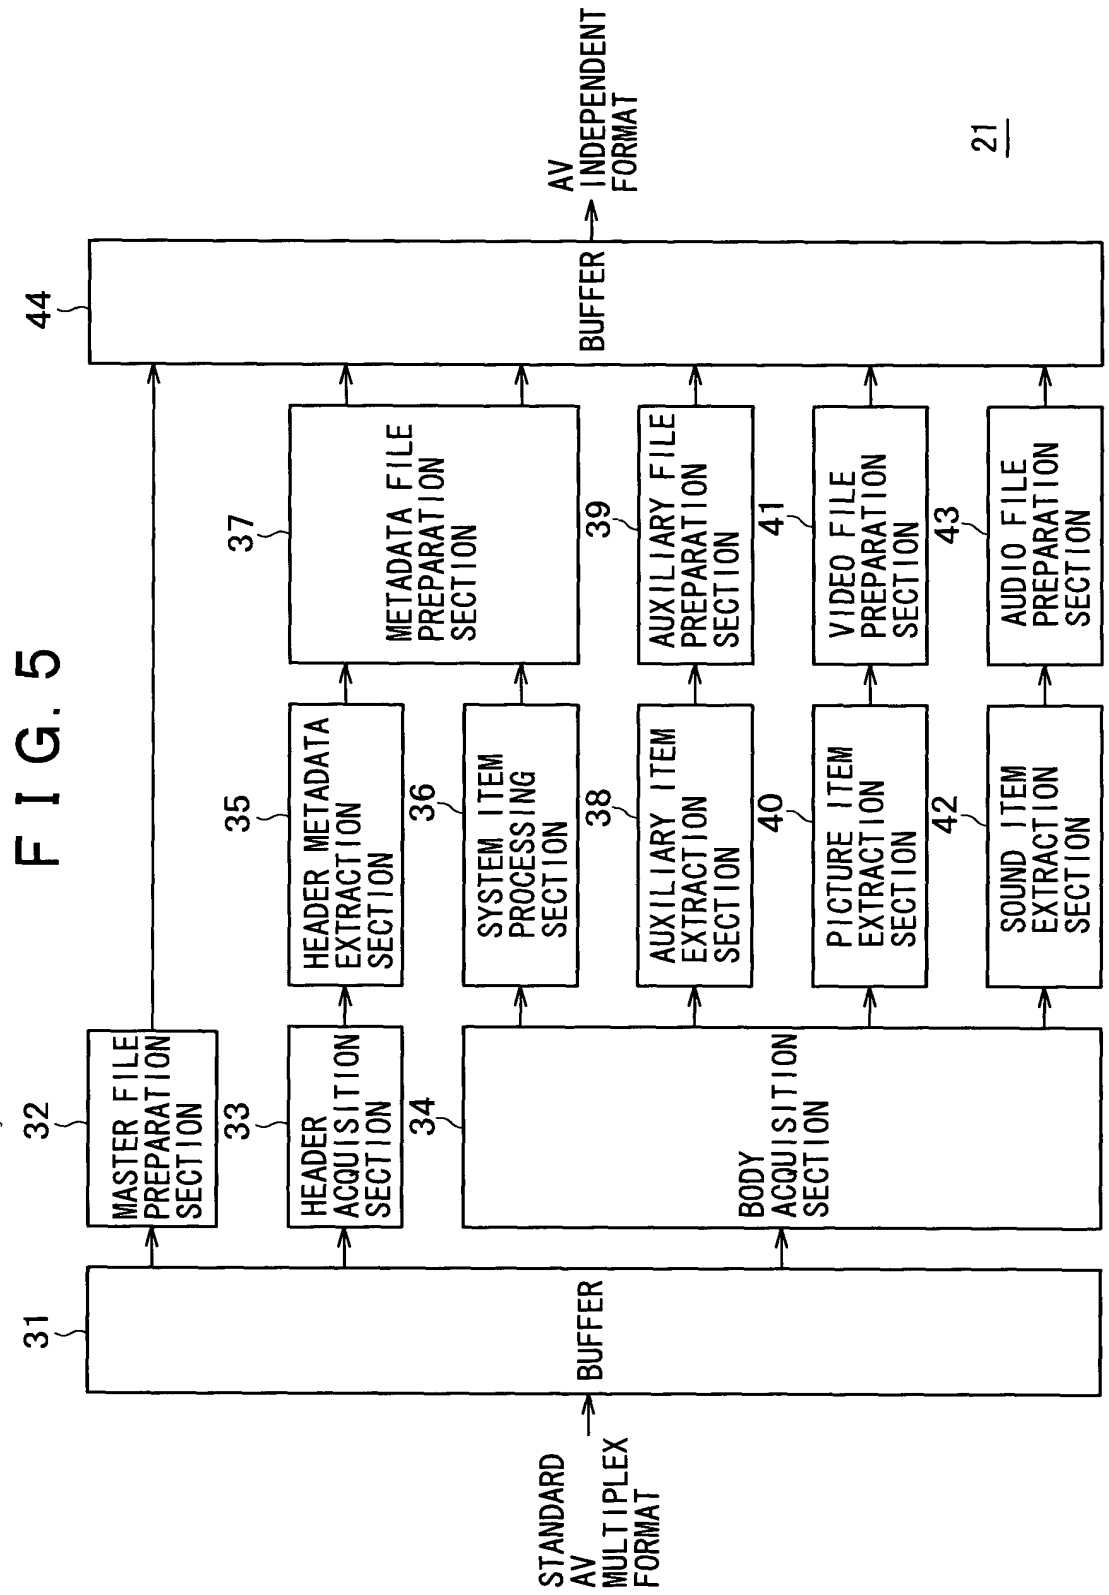 FIG. 5
STANDARD
AV
MULTIPLEX
FORMAT
31
BUFFER
32
MASTER FILE
PREPARATION
SECTION
33
HEADER
ACQUISITION
SECTION
34
BODY
ACQUISITION
SECTION
35
HEADER METADATA
EXTRACTION
SECTION
36
SYSTEM ITEM
PROCESSING
SECTION
38
AUXILIARY ITEM
EXTRACTION
SECTION
40
PICTURE ITEM
EXTRACTION
SECTION
42
SOUND ITEM
EXTRACTION
SECTION
37
METADATA FILE
PREPARATION
SECTION
39
AUXILIARY FILE
PREPARATION
SECTION
41
VIDEO FILE
PREPARATION
SECTION
43
AUDIO FILE
PREPARATION
SECTION
44
BUFFER
AV
INDEPENDENT
FORMAT
21